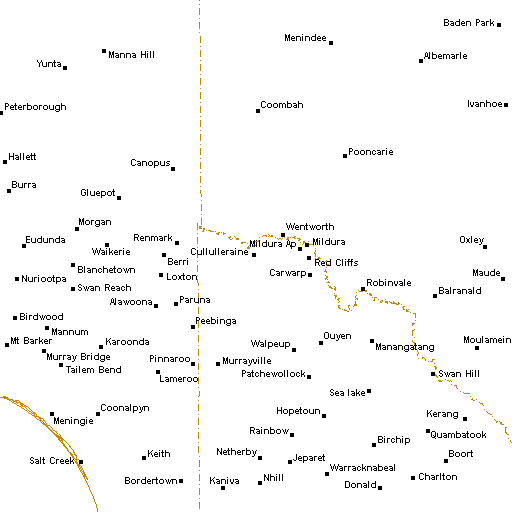 Baden Park
Menindee
Manna Hill
Albemarle
Yunta
Coombah
Ivanhoe
Peterborough
Pooncarie
Hallett
Canopus
Burra
Gluepot
Morgan
Wentworth
Eudunda
Renmark
Mildura Ap
Mildura
Oxley
Waikerie
Cullulleraine
Berri
Red Cliffs
Blanchetown
Carwarp
Maude
Nuriootpa
Loxton
Swan Reach
Robinvale
Balranald
Alawoona
Paruna
Birdwood
Peebinga
Mannum
Mt Barker
Karoonda
Walpeup
Ouyen
Manangatang
Moulamein
Murray Bridge
Pinnaroo
Murrayville
Tailem Bend
Lameroo
Patchewollock
Swan Hill
Sea lake
Meningie
Coonalpyn
Hopetoun
Kerang
Rainbow
Quambatook
Birchip
Salt Creek
Keith
Netherby
Jeparet
Boort
Warracknabeal
Bordertown
Kaniva
Nhill
Donald
Charlton